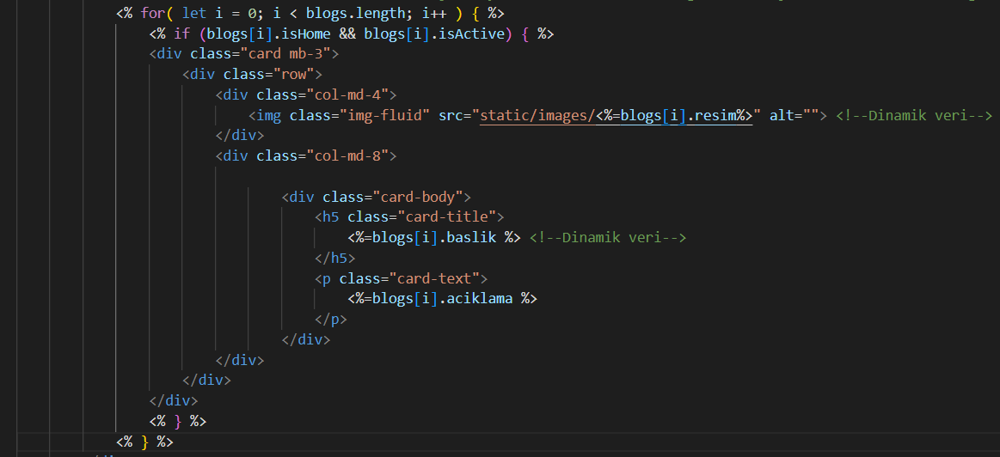 <% for( let i = 0; i < blogs.length; i++ ) { %>
<% if (blogs[i].isHome && blogs[i].isActive) { %>
<div class="card mb-3">
<div class="row">
<div class="col-md-4">
<img class="img-fluid" src="static/images/<%=blogs[i].resim%>" alt=""> <!--Dinamik veri-->
</div>
<div class="col-md-8">
<div class="card-body">
<h5 class="card-title">
<%=blogs[i].baslik %> <!--Dinamik veri-->
</h5>
<p class="card-text">
<%=blogs[i].aciklama %>
</p>
</div>
</div>
</div>
</div>
<% } %>
<% } %>